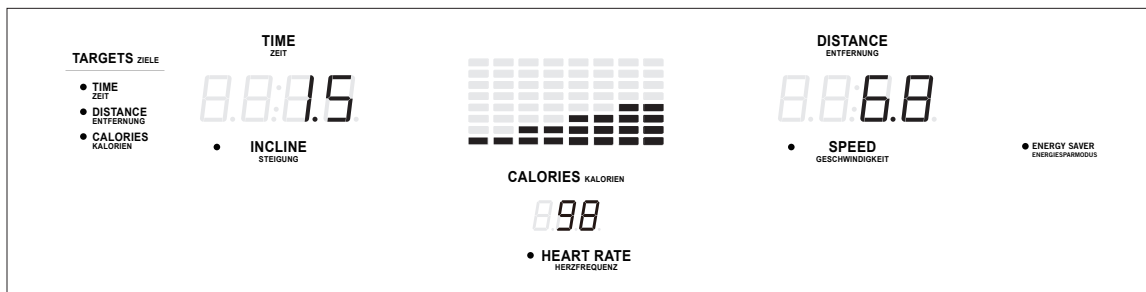 TARGETS ZIELE
TIME
ZEIT
DISTANCE
ENTFERNUNG
CALORIES
KALORIEN
TIME
ZEIT
1.5
INCLINE
STEIGUNG
CALORIES KALORIEN
98
HEART RATE
HERZFREQUENZ
DISTANCE
ENTFERNUNG
6.8
SPEED
GESCHWINDIGKEIT
ENERGY SAVER
ENERGIESPARMODUS